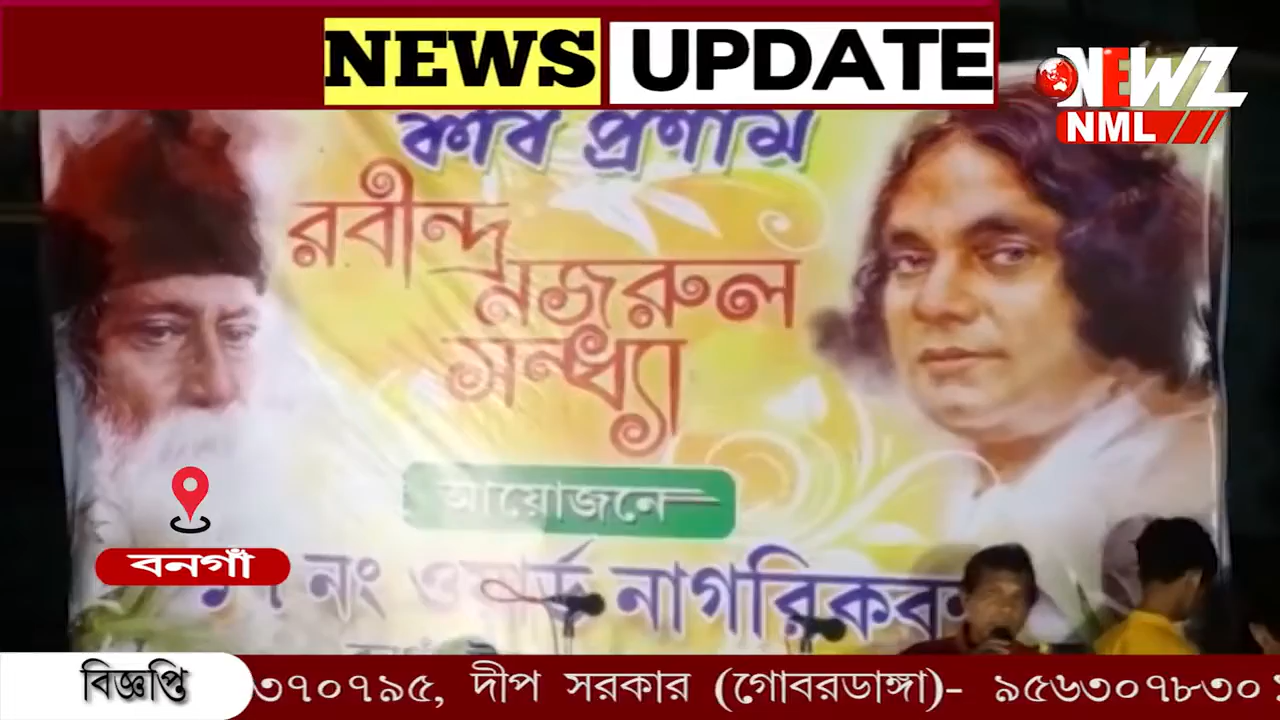 NEWS UPDATE
NEWZ
NML
কবি প্রণাম
রবীন্দ্র
নজরুল
সন্ধ্যা
আয়োজনে
নং ওয়ার্ড নাগরিকবৃন্দ
বনগাঁ
বিজ্ঞপ্তি
৩৭০৭৯৫, দীপ সরকার (গোবরডাঙ্গা)- ৯৫৬৩০৭৮৩০